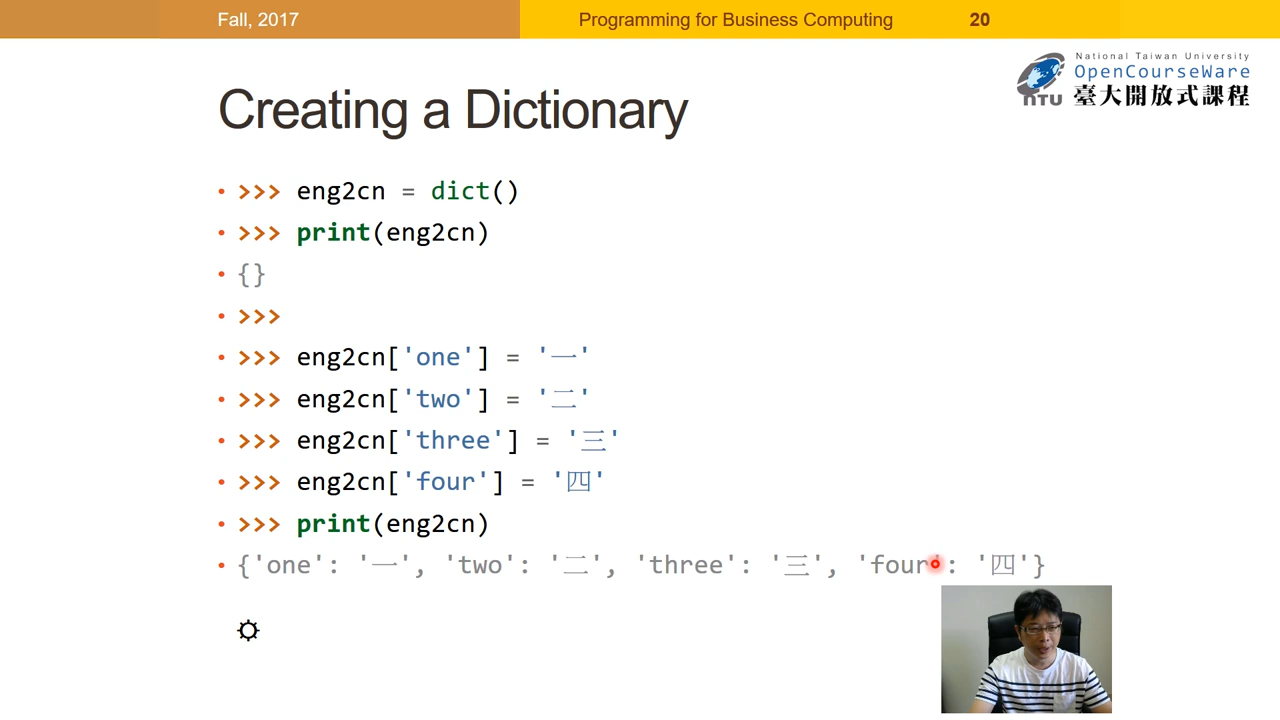 Fall, 2017 Programming for Business Computing 20
National Taiwan University
OpenCourseWare
NTU 臺大開放式課程
Creating a Dictionary
• >>> eng2cn = dict()
• >>> print(eng2cn)
• {}
• >>>
• >>> eng2cn['one'] = '一'
• >>> eng2cn['two'] = '二'
• >>> eng2cn['three'] = '三'
• >>> eng2cn['four'] = '四'
• >>> print(eng2cn)
• {'one': '一', 'two': '二', 'three': '三', 'four': '四'}